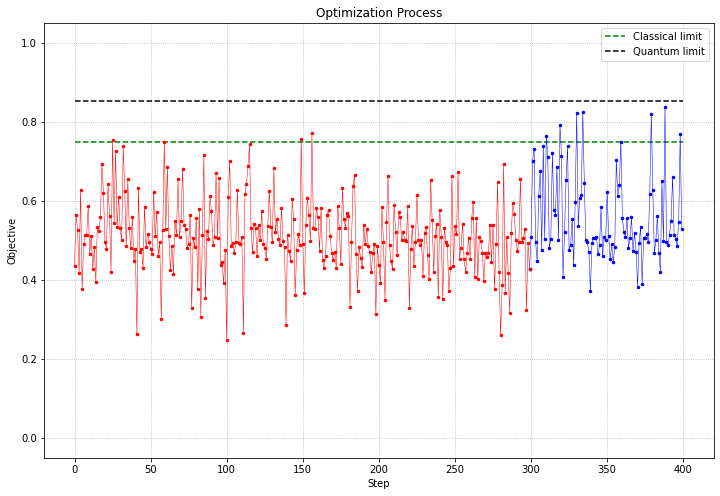 Optimization Process
Classical limit
Quantum limit
Objective
1.0
0.8
0.6
0.4
0.2
0.0
0 50 100 150 200 250 300 350 400
Step